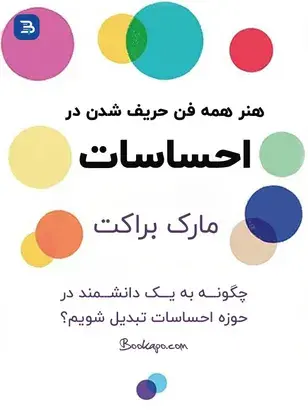 هنر همه فن حریف شدن در
احساسات
مارک براکت
چگونه به یک دانشمند در
حوزه احساسات تبدیل شویم؟
Bookapo.com